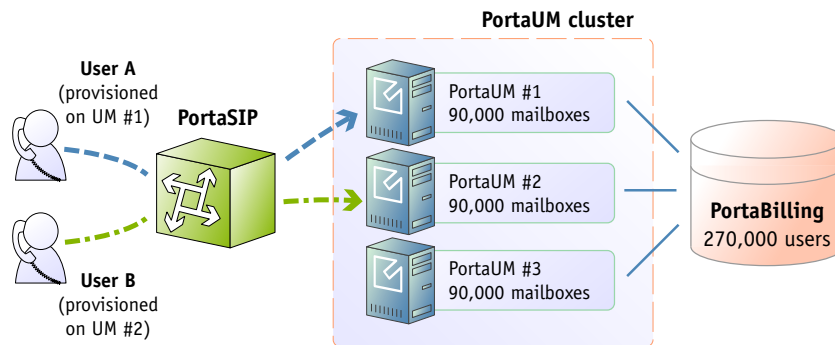 PortaUM cluster
User A
(provisioned
on UM #1)
PortaSIP
PortaUM #1
90,000 mailboxes
PortaUM #2
90,000 mailboxes
PortaUM #3
90,000 mailboxes
PortaBilling
270,000 users
User B
(provisioned
on UM #2)